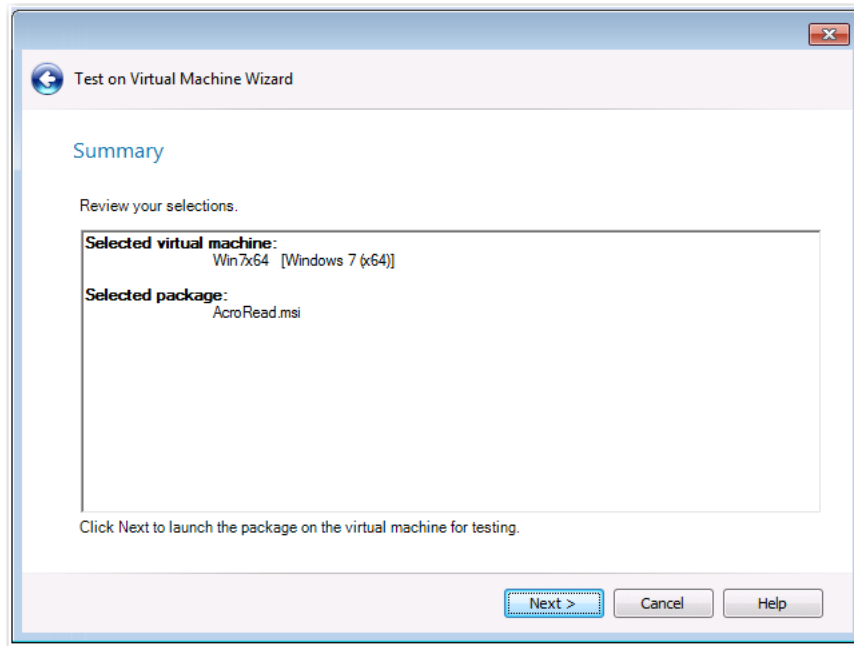 Test on Virtual Machine Wizard
Summary
Review your selections.
Selected virtual machine:
Win7x64 [Windows 7 (x64)]
Selected package:
AcroRead.msi
Click Next to launch the package on the virtual machine for testing.
Next > Cancel Help